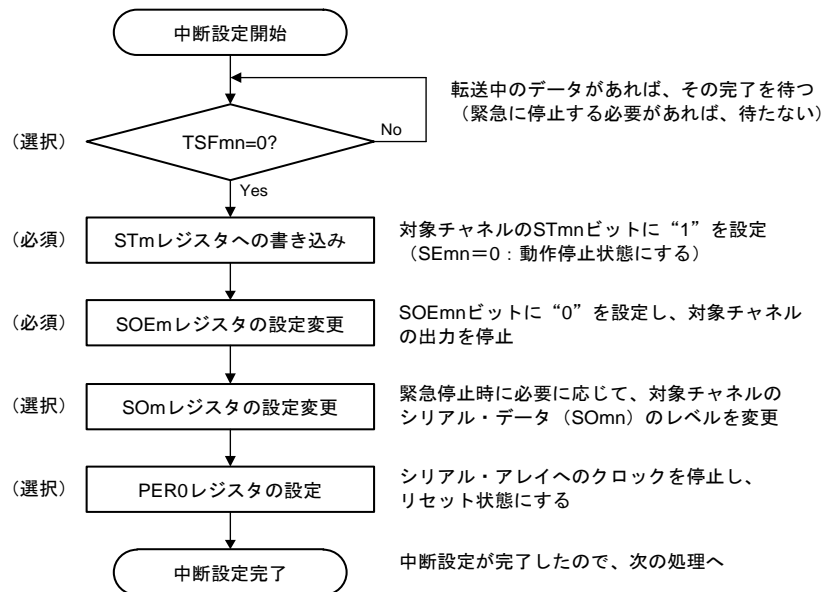 中断設定開始
転送中のデータがあれば、その完了を待つ
（緊急に停止する必要があれば、待たない）
（選択）
TSFmn=0?
No
Yes
（必須）
STmレジスタへの書き込み
対象チャネルのSTmnビットに“1”を設定
（SEmn＝0：動作停止状態にする）
（必須）
SOEmレジスタの設定変更
SOEmnビットに“0”を設定し、対象チャネル
の出力を停止
（選択）
SOmレジスタの設定変更
緊急停止時に必要に応じて、対象チャネルの
シリアル・データ（SOmn）のレベルを変更
（選択）
PER0レジスタの設定
シリアル・アレイへのクロックを停止し、
リセット状態にする
中断設定完了
中断設定が完了したので、次の処理へ